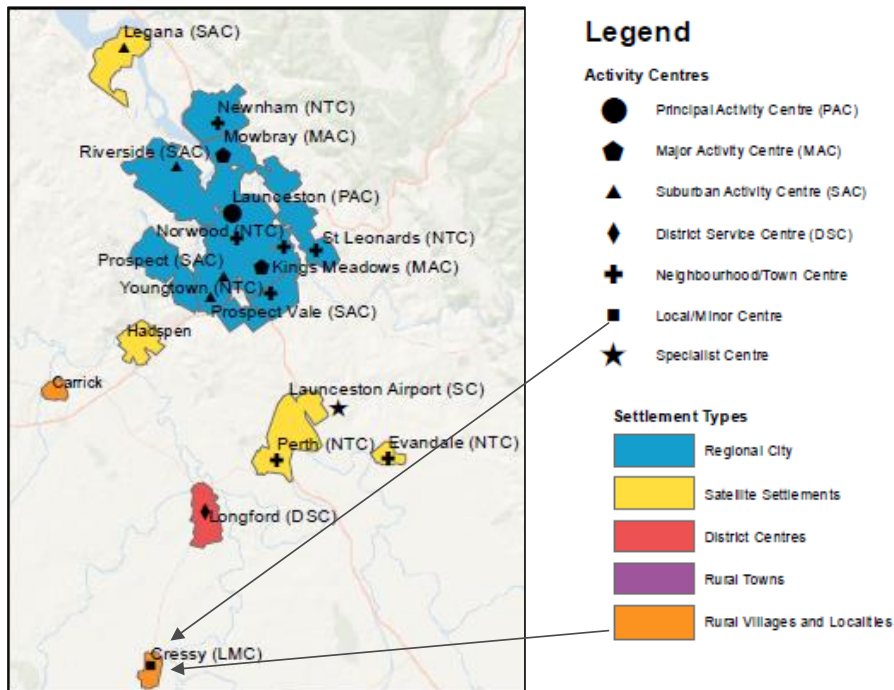 Legana (SAC)
Newnham (NTC)
Mowbray (MAC)
Riverside (SAC)
Launceston (PAC)
Norwood (NTC)
St Leonards (NTC)
Prospect (SAC)
Kings Meadows (MAC)
Youngtown (NTC)
Prospect Vale (SAC)
Hadspen
Carrick
Launceston Airport (SC)
Perth (NTC)
Evandale (NTC)
Longford (DSC)
Cressy (LMC)
Legend
Activity Centres
Principal Activity Centre (PAC)
Major Activity Centre (MAC)
Suburban Activity Centre (SAC)
District Service Centre (DSC)
Neighbourhood/Town Centre
Local/Minor Centre
Specialist Centre
Settlement Types
Regional City
Satellite Settlements
District Centres
Rural Towns
Rural Villages and Localities